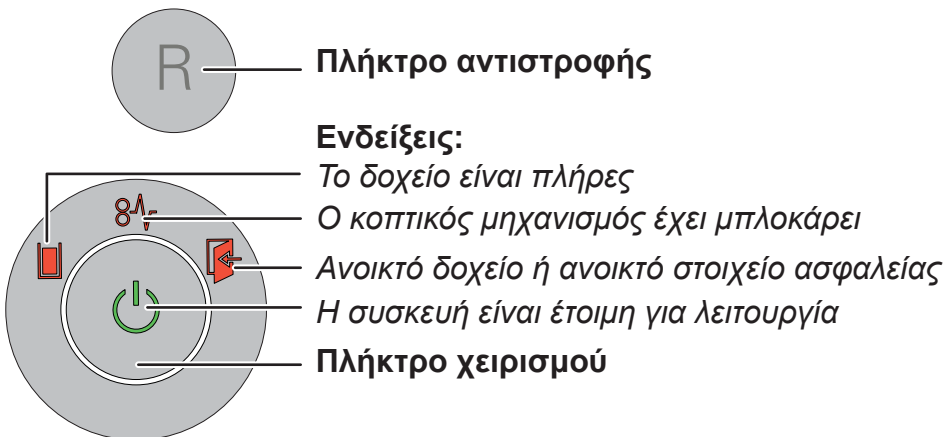 R
Πλήκτρο αντιστροφής
Ενδείξεις:
Το δοχείο είναι πλήρες
Ο κοπτικός μηχανισμός έχει μπλοκάρει
Ανοικτό δοχείο ή ανοικτό στοιχείο ασφαλείας
Η συσκευή είναι έτοιμη για λειτουργία
Πλήκτρο χειρισμού